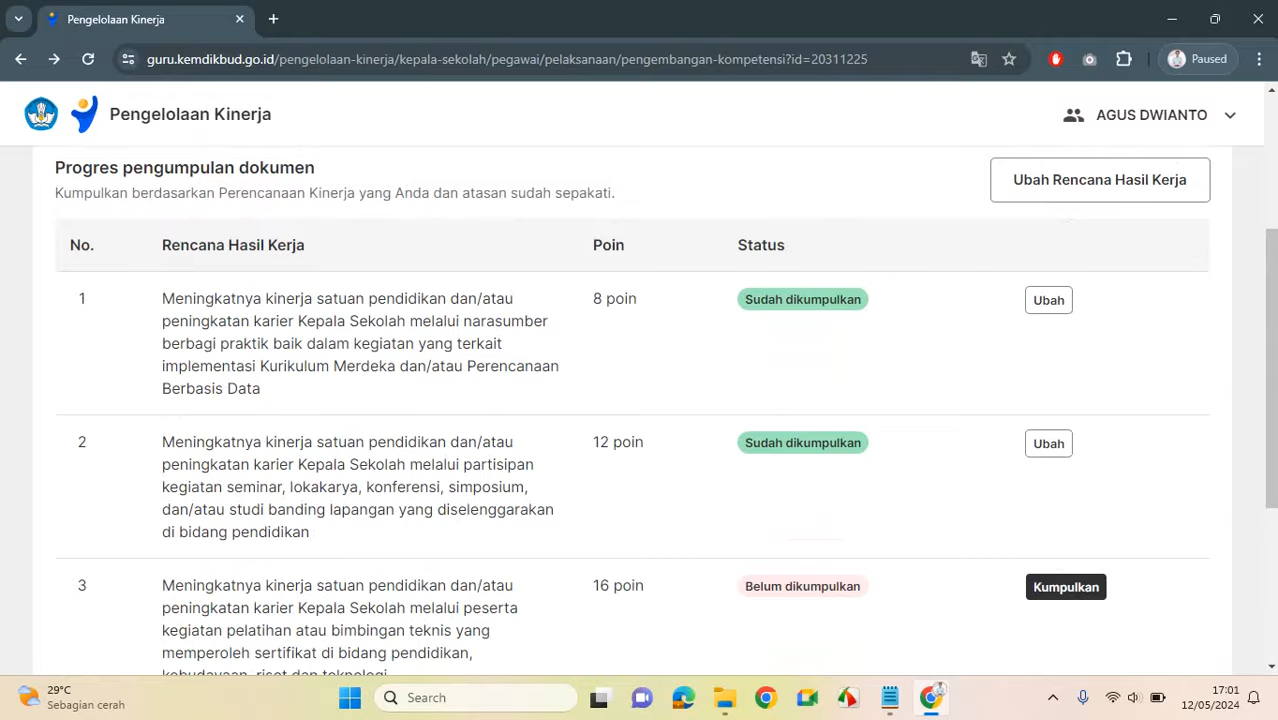 Pengelolaan Kinerja
guru.kemdikbud.go.id/pengelolaan-kinerja/kepala-sekolah/pegawai/pelaksanaan/pengembangan-kompetensi?id=20311225
Paused
Pengelolaan Kinerja
AGUS DWIANTO
Progres pengumpulan dokumen
Kumpulkan berdasarkan Perencanaan Kinerja yang Anda dan atasan sudah sepakati.
Ubah Rencana Hasil Kerja
No. Rencana Hasil Kerja Poin Status
1 Meningkatnya kinerja satuan pendidikan dan/atau 8 poin Sudah dikumpulkan Ubah
peningkatan karier Kepala Sekolah melalui narasumber
berbagi praktik baik dalam kegiatan yang terkait
implementasi Kurikulum Merdeka dan/atau Perencanaan
Berbasis Data
2 Meningkatnya kinerja satuan pendidikan dan/atau 12 poin Sudah dikumpulkan Ubah
peningkatan karier Kepala Sekolah melalui partisipan
kegiatan seminar, lokakarya, konferensi, simposium,
dan/atau studi banding lapangan yang diselenggarakan
di bidang pendidikan
3 Meningkatnya kinerja satuan pendidikan dan/atau 16 poin Belum dikumpulkan Kumpulkan
peningkatan karier Kepala Sekolah melalui peserta
kegiatan pelatihan atau bimbingan teknis yang
memperoleh sertifikat di bidang pendidikan,
kebudayaan, riset dan teknologi
29°C
Sebagian cerah
Search
17:01
12/05/2024